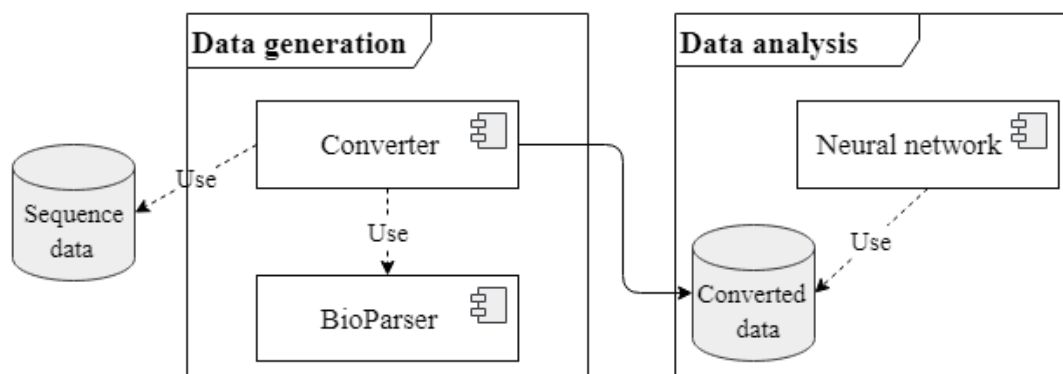 Data generation
Data analysis
Converter
Neural network
Use
Sequence
data
Use
Use
BioParser
Converted
data